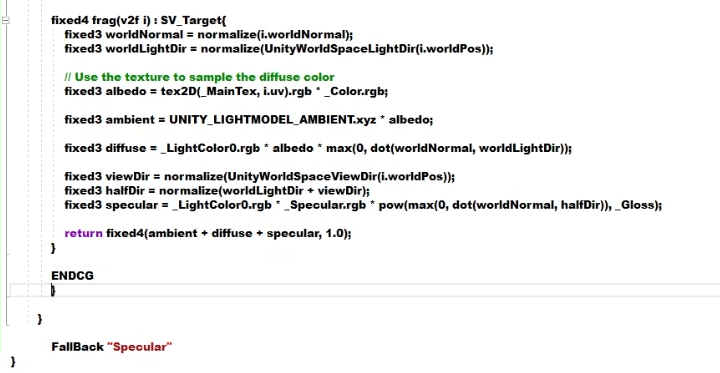 fixed4 frag(v2f i) : SV_Target{
fixed3 worldNormal = normalize(i.worldNormal);
fixed3 worldLightDir = normalize(UnityWorldSpaceLightDir(i.worldPos));
// Use the texture to sample the diffuse color
fixed3 albedo = tex2D(_MainTex, i.uv).rgb * _Color.rgb;
fixed3 ambient = UNITY_LIGHTMODEL_AMBIENT.xyz * albedo;
fixed3 diffuse = _LightColor0.rgb * albedo * max(0, dot(worldNormal, worldLightDir));
fixed3 viewDir = normalize(UnityWorldSpaceViewDir(i.worldPos));
fixed3 halfDir = normalize(worldLightDir + viewDir);
fixed3 specular = _LightColor0.rgb * _Specular.rgb * pow(max(0, dot(worldNormal, halfDir)), _Gloss);
return fixed4(ambient + diffuse + specular, 1.0);
}
ENDCG
}
}
FallBack "Specular"
}